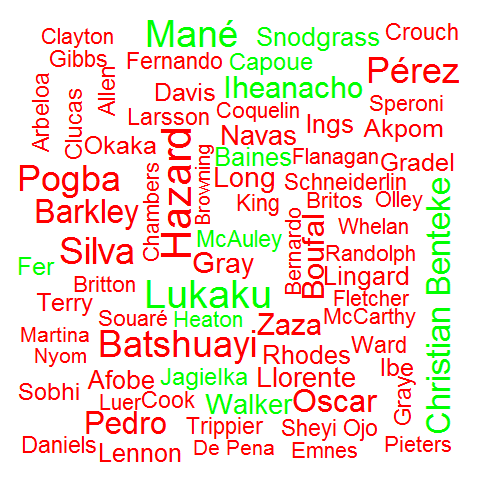 Clayton
Mané
Snodgrass
Crouch
Gibbs
Fernando
Capoue
Pérez
Arbeloa
Clucas
Allen
Davis
Iheanacho
Speroni
Larsson
Coquelin
Ings
Akpom
Okaka
Hazard
Navas
Baines
Flanagan
Gradel
Pogba
Chambers
Browning
Long
Schneiderlin
Barkley
King
Britos
Olley
Silva
McAuley
Bernardo
Boufal
Whelan
Christian Benteke
Fer
Gray
Randolph
Britton
Lukaku
Lingard
Terry
Fletcher
Souaré
Heaton
Zaza
McCarthy
Martina
Batshuayi
Ward
Nyom
Rhodes
Ibe
Sobhi
Afobe
Jagielka
Llorente
Graye
Luer
Cook
Walker
Oscar
Pedro
Trippier
Sheyi Ojo
Daniels
Lennon
De Pena
Emnes
Pieters